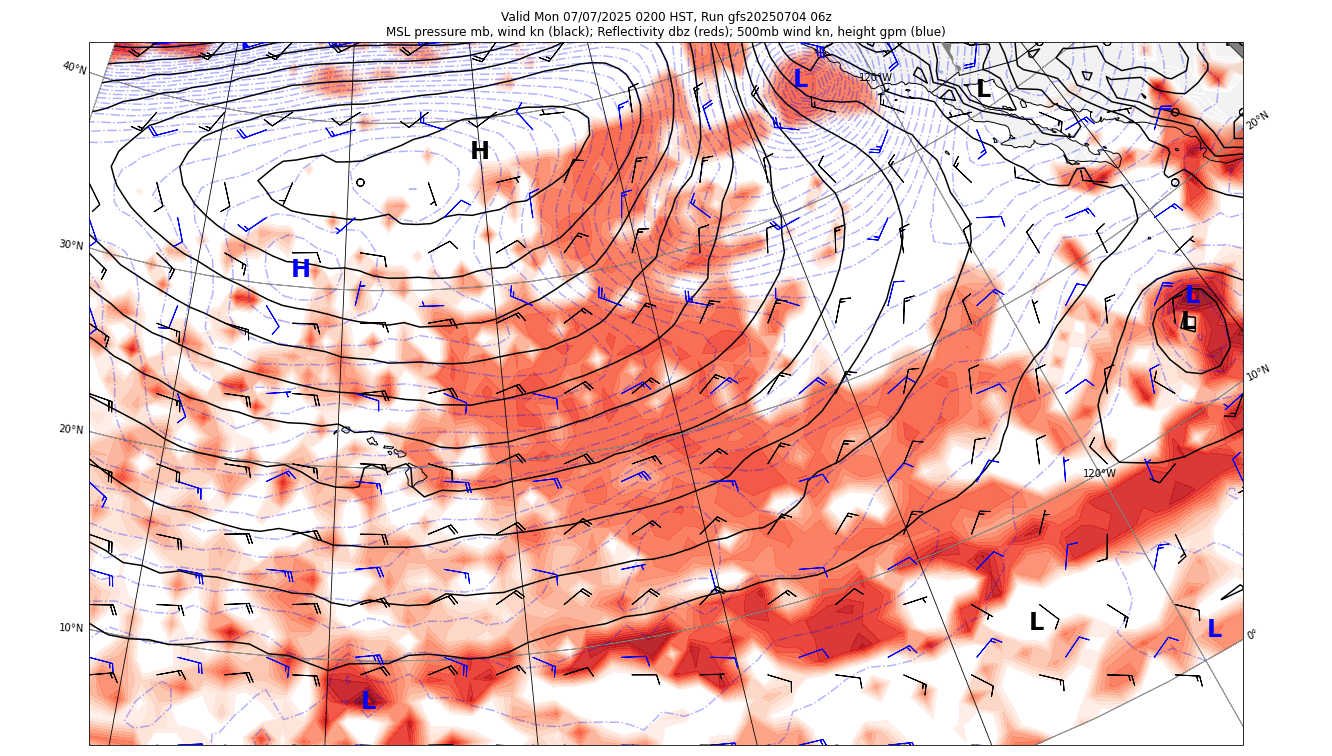 Valid Mon 07/07/2025 0200 HST, Run gfs20250704 06z
MSL pressure mb, wind kn (black); Reflectivity dbz (reds); 500mb wind kn, height gpm (blue)
40°N
L
120°W
L
20°N
H
30°N
H
L
L
10°N
20°N
120°W
10°N
L
L
0°
L